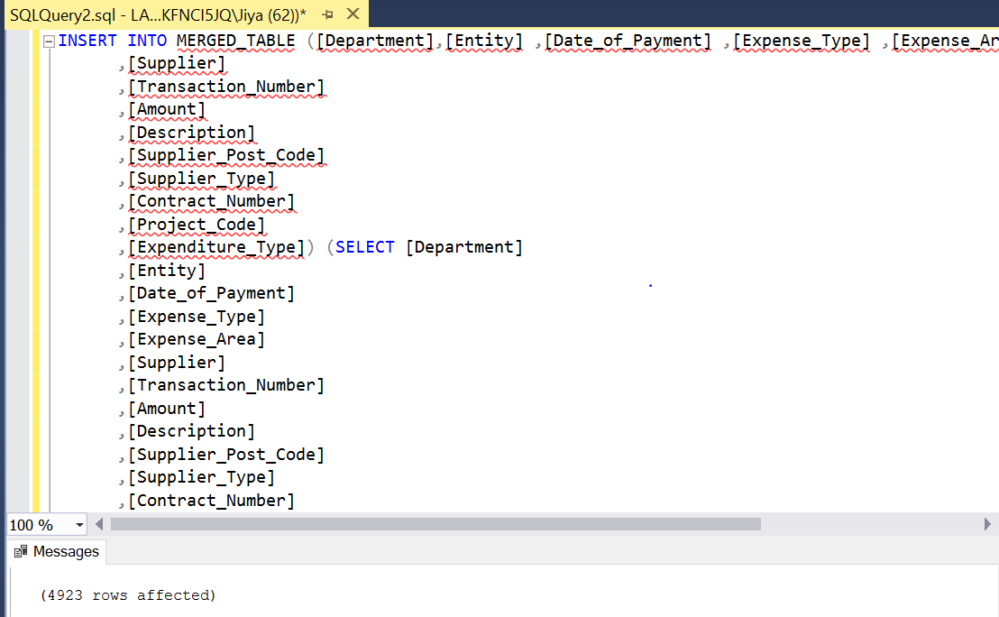 SQLQuery2.sql - LA...KFNCI5JQ\Jiya (62))*
INSERT INTO MERGED_TABLE ([Department],[Entity] ,[Date_of_Payment] ,[Expense_Type] ,[Expense_Ar
,[Supplier]
,[Transaction_Number]
,[Amount]
,[Description]
,[Supplier_Post_Code]
,[Supplier_Type]
,[Contract_Number]
,[Project_Code]
,[Expenditure_Type]) (SELECT [Department]
,[Entity]
,[Date_of_Payment]
,[Expense_Type]
,[Expense_Area]
,[Supplier]
,[Transaction_Number]
,[Amount]
,[Description]
,[Supplier_Post_Code]
,[Supplier_Type]
,[Contract_Number]
100 %
Messages
(4923 rows affected)